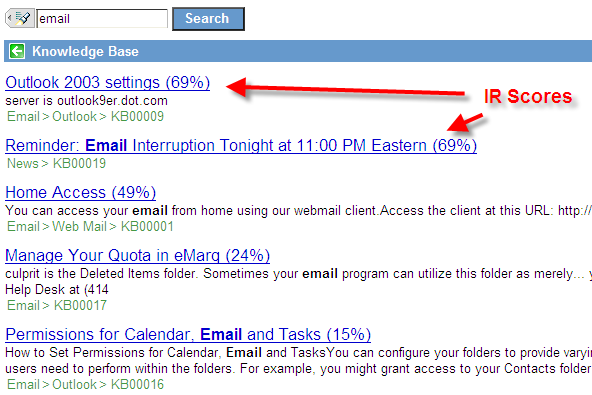 email Search
Knowledge Base
Outlook 2003 settings (69%)
server is outlook9er.dot.com
Email > Outlook > KB00009
IR Scores
Reminder: Email Interruption Tonight at 11:00 PM Eastern (69%)
News > KB00019
Home Access (49%)
You can access your email from home using our webmail client.Access the client at this URL: http://
Email > Web Mail > KB00001
Manage Your Quota in eMarq (24%)
culprit is the Deleted Items folder. Sometimes your email program can utilize this folder as merely... y
Help Desk at (414
Email > KB00017
Permissions for Calendar, Email and Tasks (15%)
How to Set Permissions for Calendar, Email and TasksYou can configure your folders to provide varyin
users need to perform within the folders. For example, you might grant access to your Contacts folder
Email > Outlook > KB00016